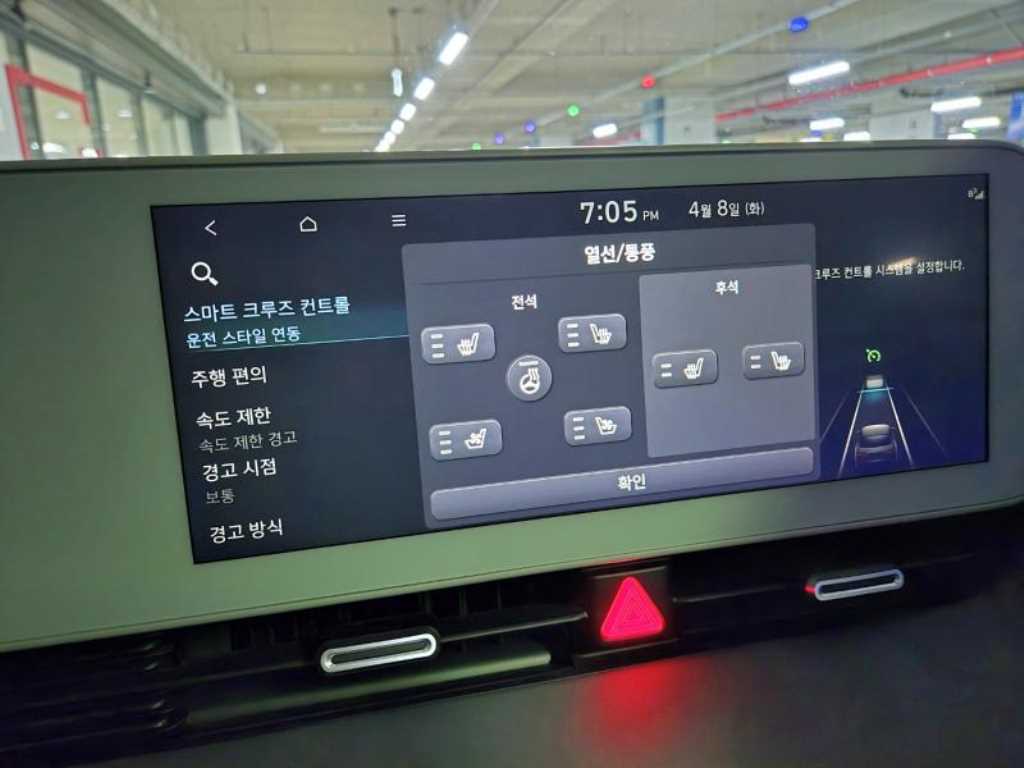 7:05 PM 4월 8일 (화)
열선/통풍
전석
후석
확인
스마트 크루즈 컨트롤
운전 스타일 연동
주행 편의
속도 제한
속도 제한 경고
경고 시점
보통
경고 방식
크루즈 컨트롤 시스템을 설정합니다.